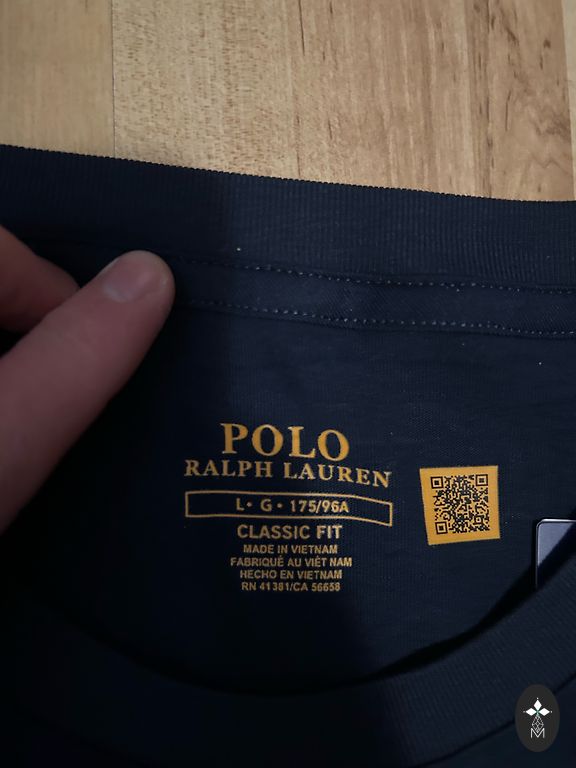 POLO
RALPH LAUREN
L• G• 175/96A
CLASSIC FIT
MADE IN VIETNAM
FABRIQUÉ AU VIÊT NAM
HECHO EN VIETNAM
RN 41381/CA 56658
M